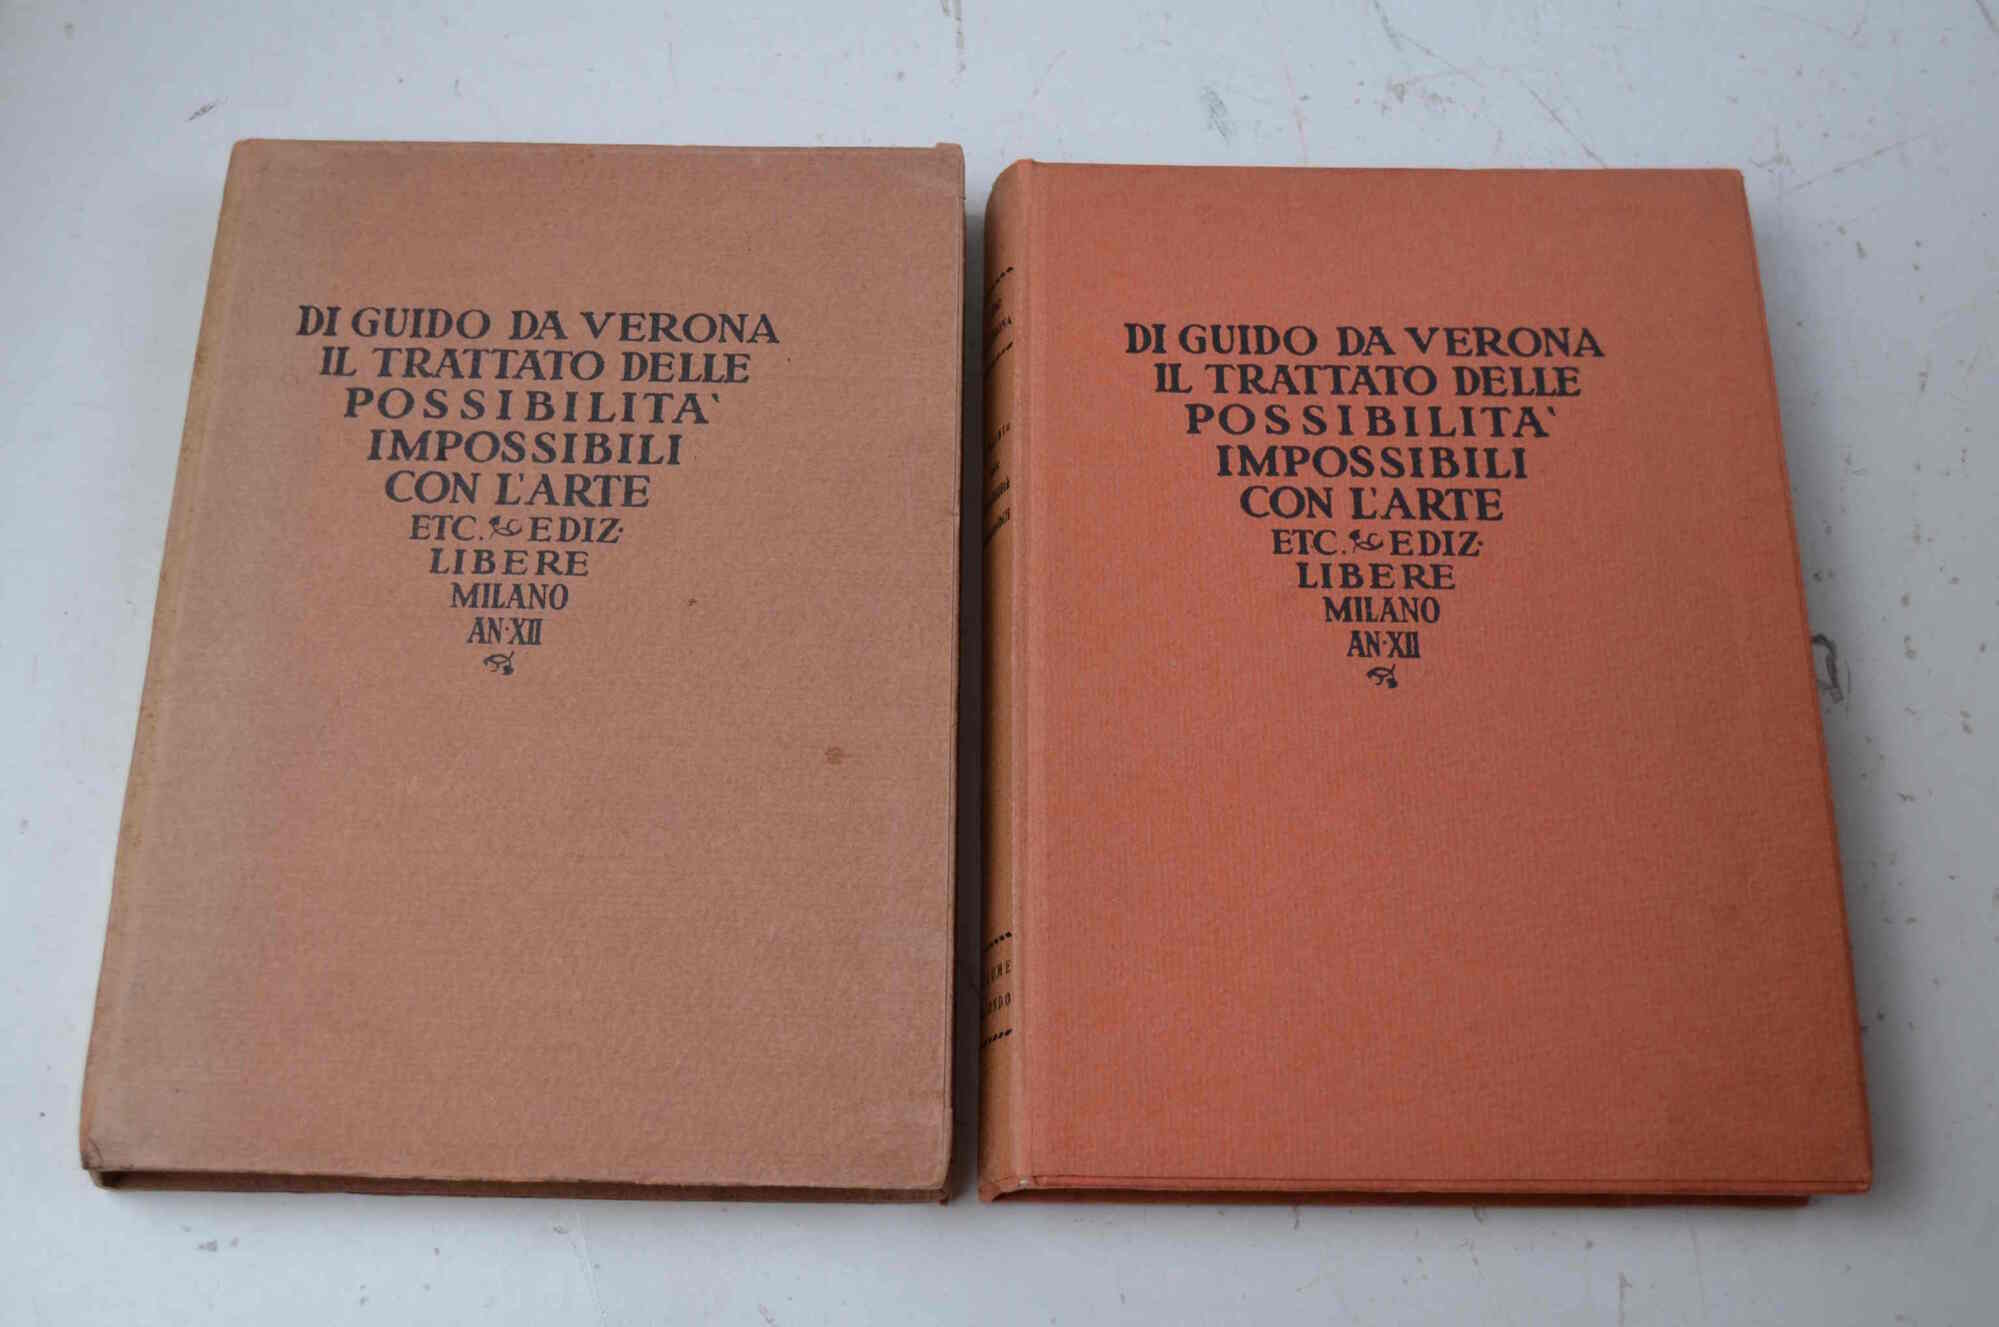 DI GUIDO DA VERONA
IL TRATTATO DELLE
POSSIBILITA'
IMPOSSIBILI
CON L'ARTE
ETC. EDIZ.
LIBERE
MILANO
AN·XII
DI GUIDO DA VERONA
IL TRATTATO DELLE
POSSIBILITA'
IMPOSSIBILI
CON L'ARTE
ETC. EDIZ.
LIBERE
MILANO
AN·XII